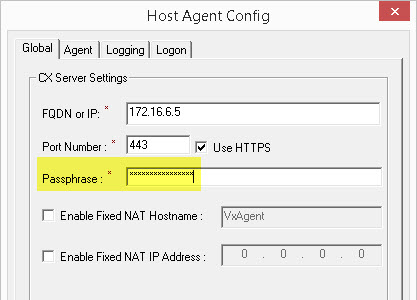 Host Agent Config
Global Agent Logging Logon
CX Server Settings
FQDN or IP: * 172.16.6.5
Port Number : * 443 Use HTTPS
Passphrase : * ****************
Enable Fixed NAT Hostname : VxAgent
Enable Fixed NAT IP Address : 0 . 0 . 0 . 0